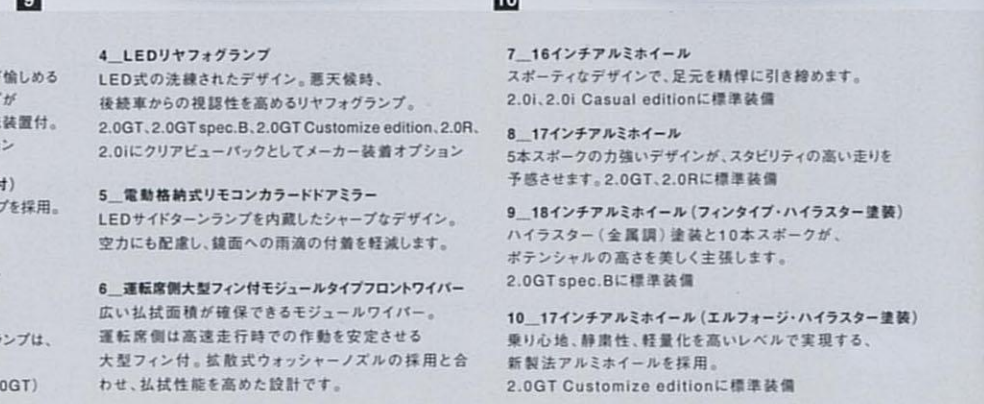 9
10
愉しめる
が
装置付。
ン
付）
プを採用。
ンプは、
0GT）
4__LEDリヤフォグランプ
LED式の洗練されたデザイン。悪天候時、
後続車からの視認性を高めるリヤフォグランプ。
2.0GT、2.0GT spec.B、2.0GT Customize edition、2.0R、
2.0iにクリアビューパックとしてメーカー装着オプション
5__電動格納式リモコンカラードドアミラー
LEDサイドターンランプを内蔵したシャープなデザイン。
空力にも配慮し、鏡面への雨滴の付着を軽減します。
6__運転席側大型フィン付モジュールタイプフロントワイパー
広い払拭面積が確保できるモジュールワイパー。
運転席側は高速走行時での作動を安定させる
大型フィン付。拡散式ウォッシャーノズルの採用と合
わせ、払拭性能を高めた設計です。
7__16インチアルミホイール
スポーティなデザインで、足元を精悍に引き締めます。
2.0i、2.0i Casual editionに標準装備
8__17インチアルミホイール
5本スポークの力強いデザインが、スタビリティの高い走りを
予感させます。2.0GT、2.0Rに標準装備
9__18インチアルミホイール（フィンタイプ・ハイラスター塗装）
ハイラスター（金属調）塗装と10本スポークが、
ポテンシャルの高さを美しく主張します。
2.0GT spec.Bに標準装備
10__17インチアルミホイール（エルフォージ・ハイラスター塗装）
乗り心地、静粛性、軽量化を高いレベルで実現する、
新製法アルミホイールを採用。
2.0GT Customize editionに標準装備